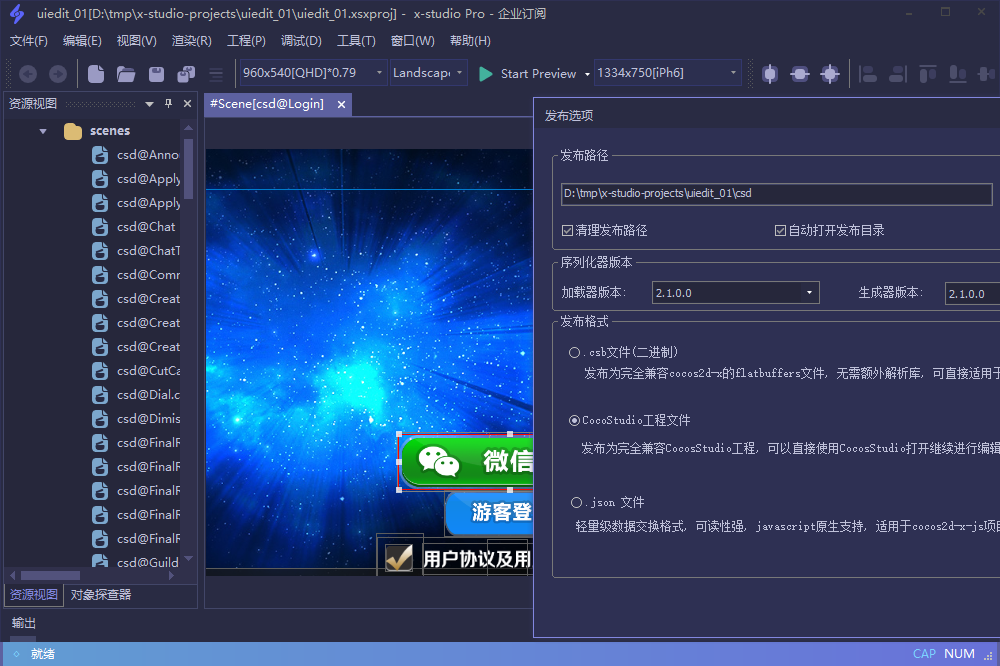 uiedit_01[D:\tmp\x-studio-projects\uiedit_01\uiedit_01.xsxproj] - x-studio Pro - 企业订阅
文件(F) 编辑(E) 视图(V) 渲染(R) 工程(P) 调试(D) 工具(T) 窗口(W) 帮助(H)
960x540[QHD]*0.79 Landscap Start Preview 1334x750[iPh6]
资源视图
#Scene[csd@Login]
scenes
csd@Anno
csd@Apply
csd@Apply
csd@Chat
csd@ChatT
csd@Comr
csd@Creat
csd@Creat
csd@Creat
csd@CutCa
csd@Dial.c
csd@Dimis
csd@FinalR
csd@FinalR
csd@FinalR
csd@FinalR
csd@FinalR
csd@Guild
微信
游客登
用户协议及用
发布选项
发布路径
D:\tmp\x-studio-projects\uiedit_01\csd
清理发布路径 自动打开发布目录
序列化器版本
加载器版本: 2.1.0.0 生成器版本: 2.1.0.0
发布格式
.csb文件(二进制)
发布为完全兼容cocos2d-x的flatbuffers文件, 无需额外解析库, 可直接适用于
CocoStudio工程文件
发布为完全兼容CocosStudio工程, 可以直接使用CocoStudio打开继续进行编辑
.json 文件
轻量级数据交换格式, 可读性强, javascript原生支持, 适用于cocos2d-x-js项目
资源视图 对象探查器
输出
就绪 CAP NUM